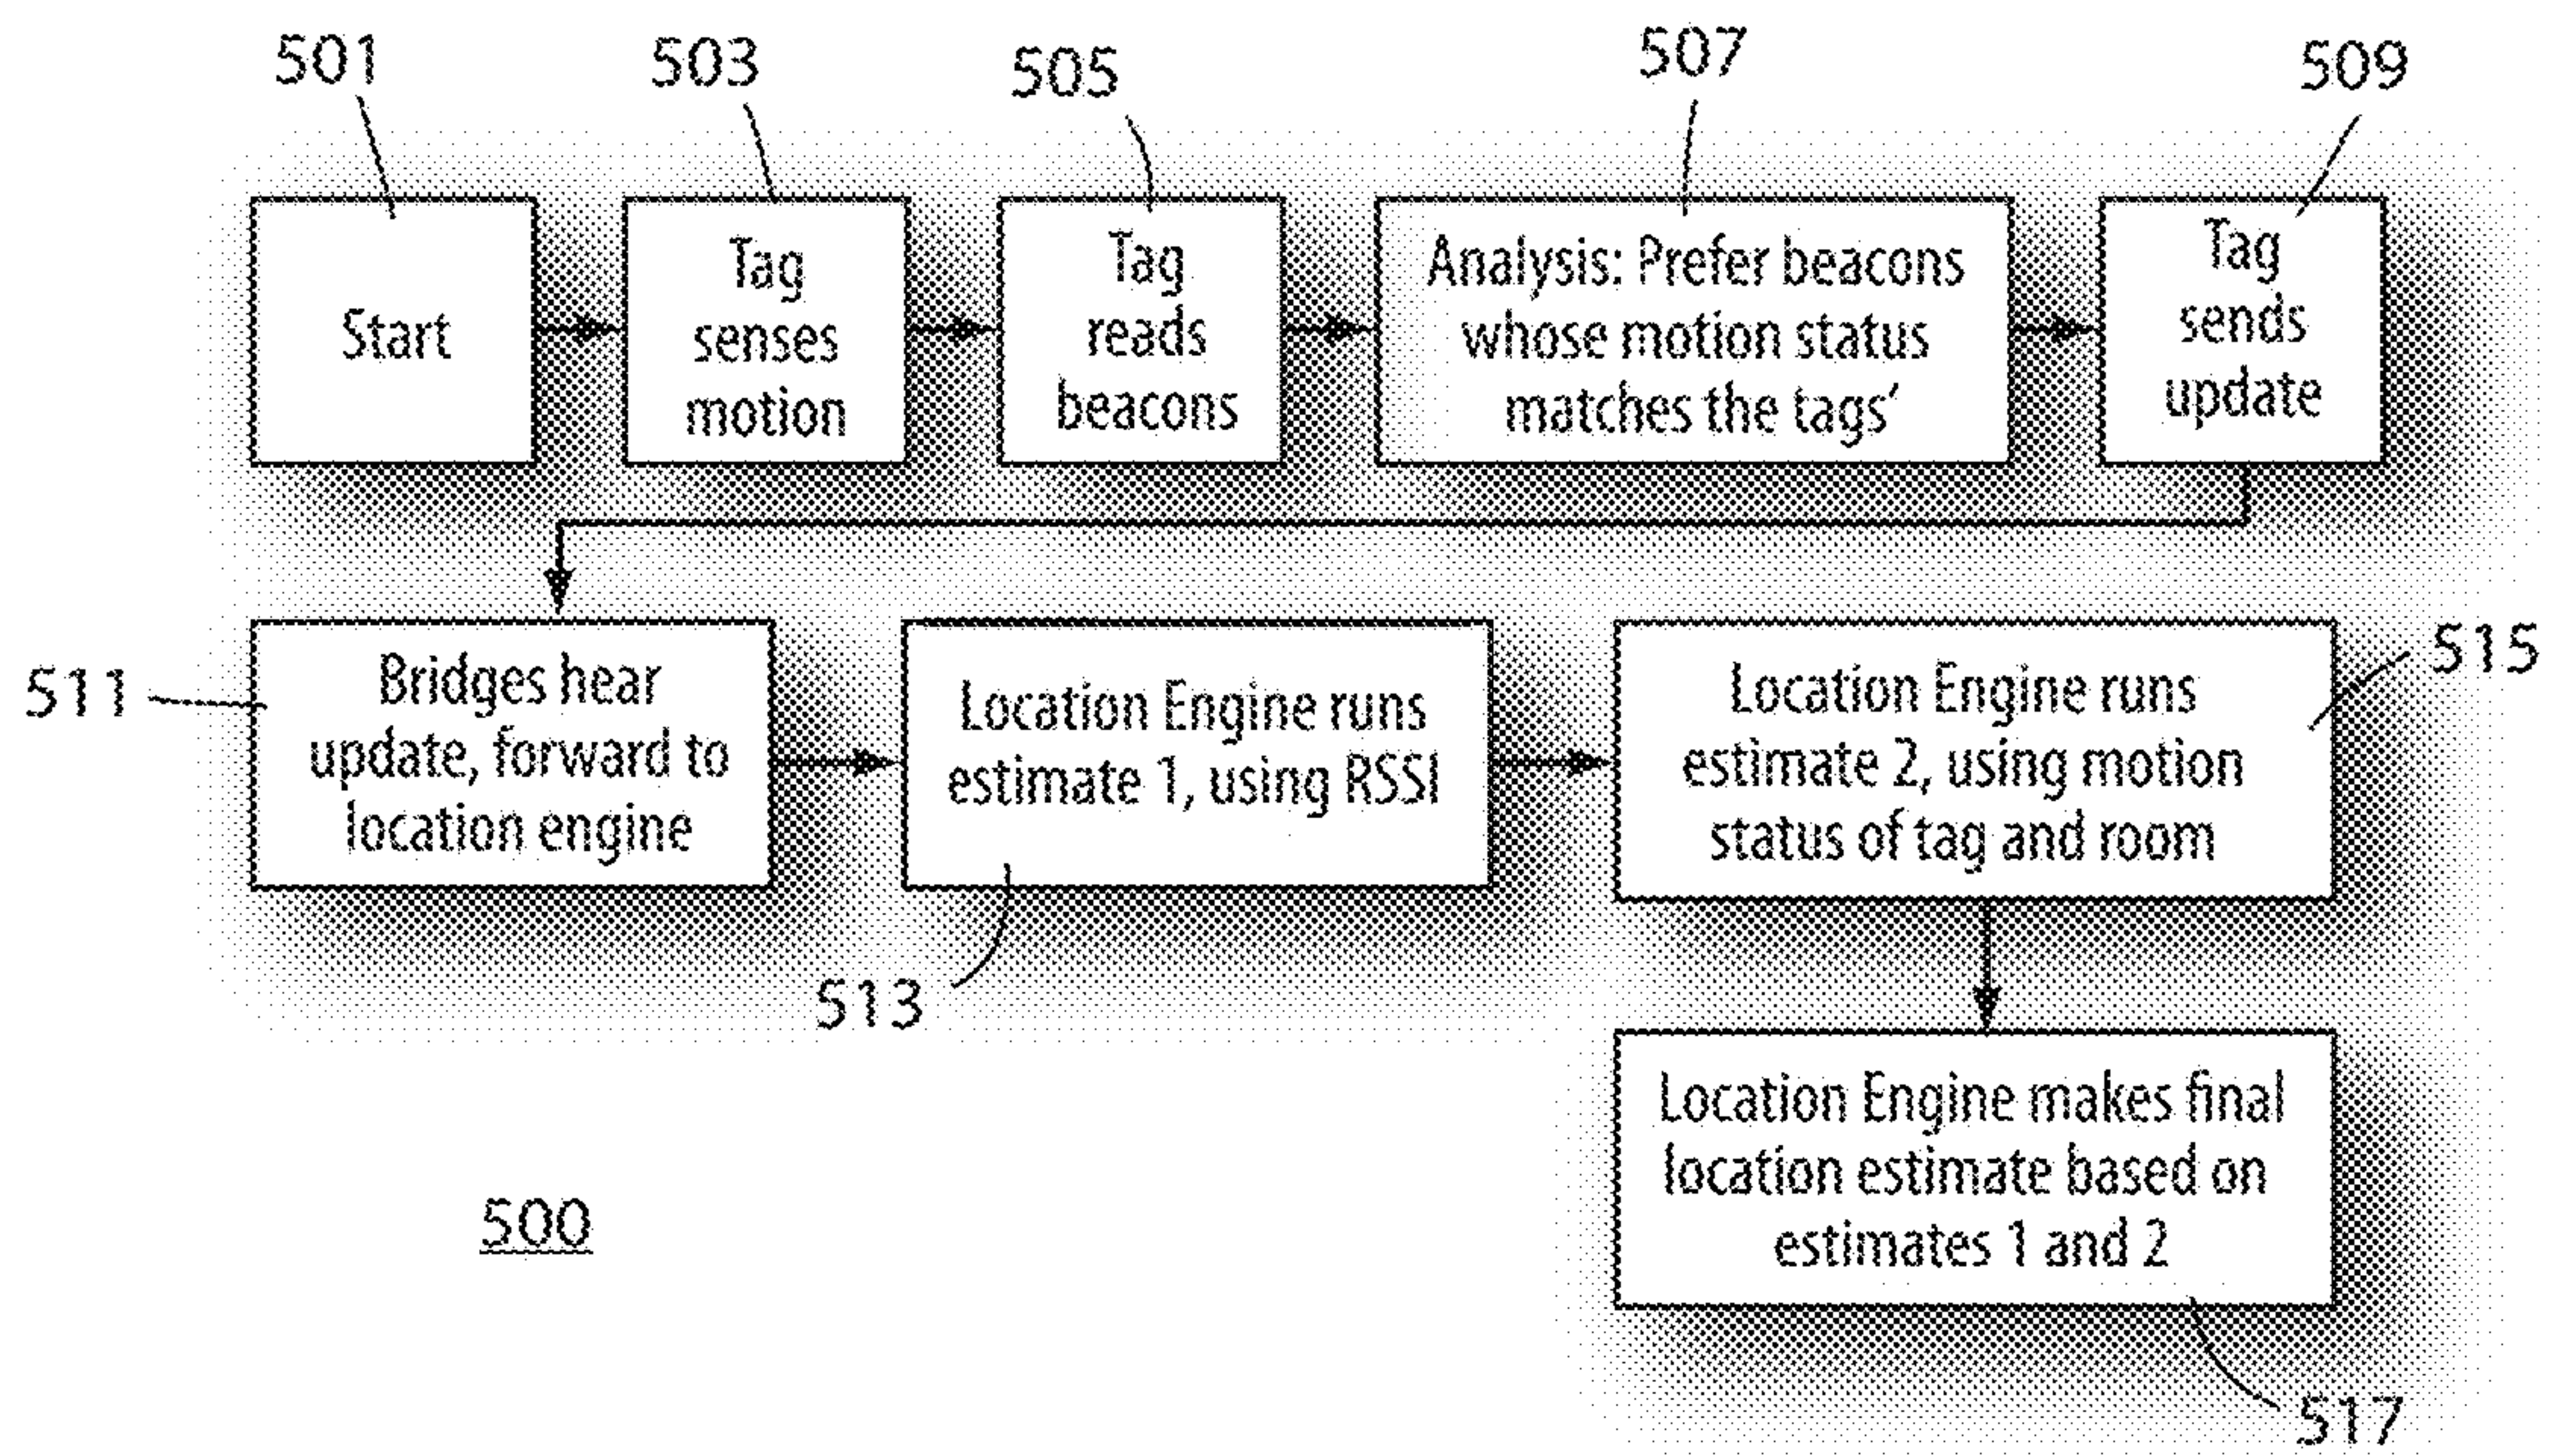 501
503
505
507
509
Start
Tag
senses
motion
Tag
reads
beacons
Analysis: Prefer beacons
whose motion status
matches the tags'
Tag
sends
update
511
Bridges hear
update, forward to
location engine
Location Engine runs
estimate 1, using RSSI
513
Location Engine runs
estimate 2, using motion
status of tag and room
515
Location Engine makes final
location estimate based on
estimates 1 and 2
517
500